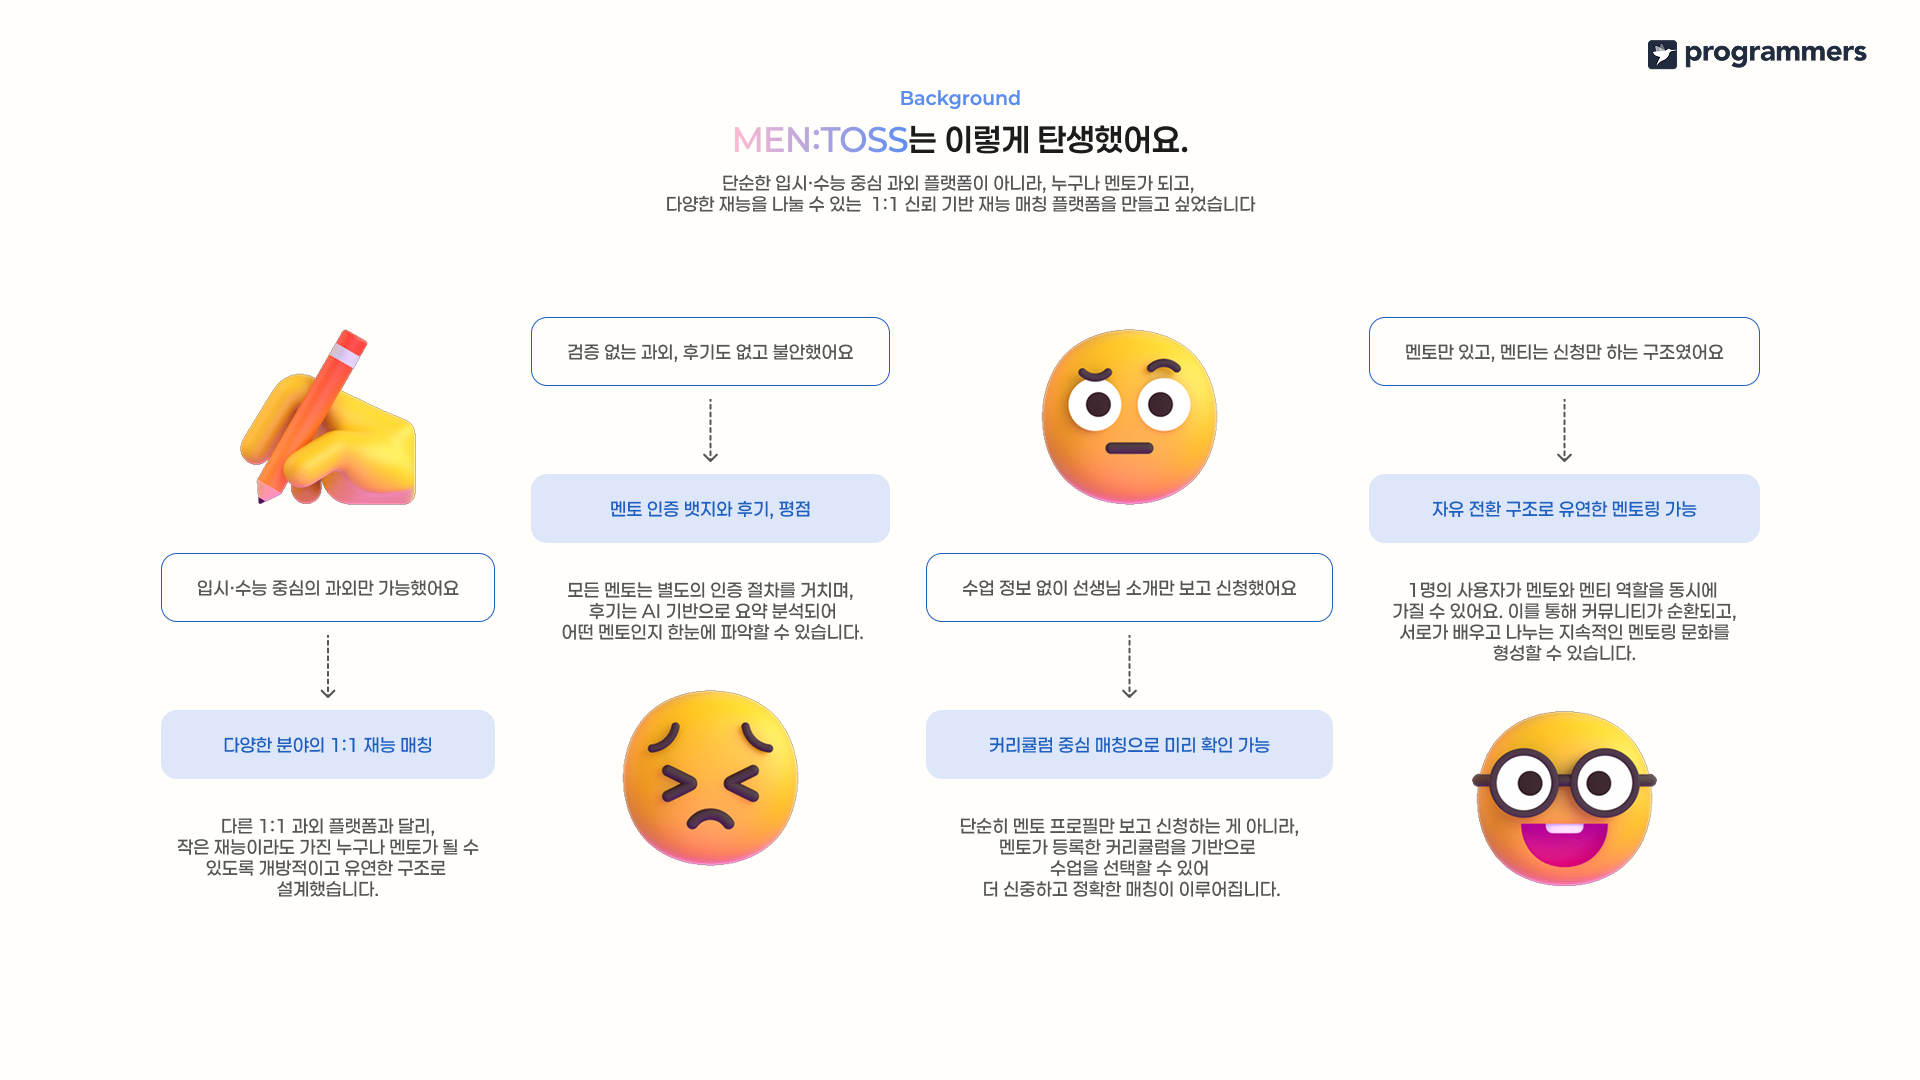 programmers
Background
MEN:TOSS는 이렇게 탄생했어요.
단순한 입시·수능 중심 과외 플랫폼이 아니라, 누구나 멘토가 되고,
다양한 재능을 나눌 수 있는 1:1 신뢰 기반 재능 매칭 플랫폼을 만들고 싶었습니다
입시·수능 중심의 과외만 가능했어요
다양한 분야의 1:1 재능 매칭
다른 1:1 과외 플랫폼과 달리,
작은 재능이라도 가진 누구나 멘토가 될 수
있도록 개방적이고 유연한 구조로
설계했습니다.
검증 없는 과외, 후기도 없고 불안했어요
멘토 인증 뱃지와 후기, 평점
모든 멘토는 별도의 인증 절차를 거치며,
후기는 AI 기반으로 요약 분석되어
어떤 멘토인지 한눈에 파악할 수 있습니다.
수업 정보 없이 선생님 소개만 보고 신청했어요
커리큘럼 중심 매칭으로 미리 확인 가능
단순히 멘토 프로필만 보고 신청하는 게 아니라,
멘토가 등록한 커리큘럼을 기반으로
수업을 선택할 수 있어
더 신중하고 정확한 매칭이 이루어집니다.
멘토만 있고, 멘티는 신청만 하는 구조였어요
자유 전환 구조로 유연한 멘토링 가능
1명의 사용자가 멘토와 멘티 역할을 동시에
가질 수 있어요. 이를 통해 커뮤니티가 순환되고,
서로가 배우고 나누는 지속적인 멘토링 문화를
형성할 수 있습니다.